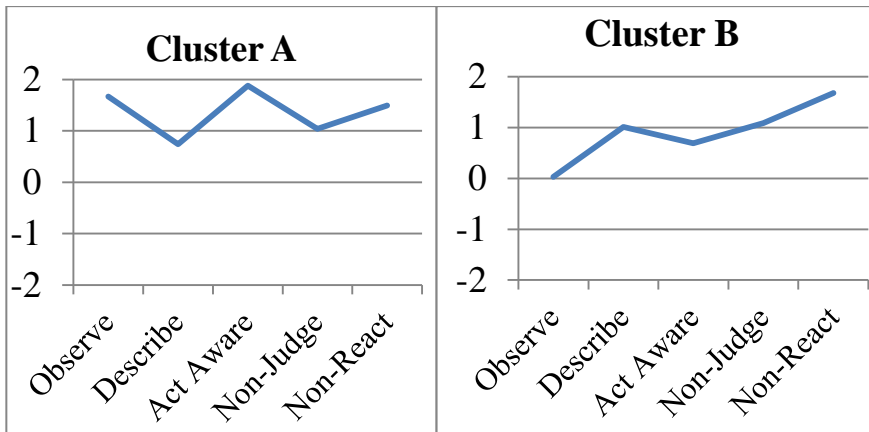 Cluster A
2
1
0
-1
-2
Observe
Describe
Act Aware
Non-Judge
Non-React
Cluster B
2
1
0
-1
-2
Observe
Describe
Act Aware
Non-Judge
Non-React